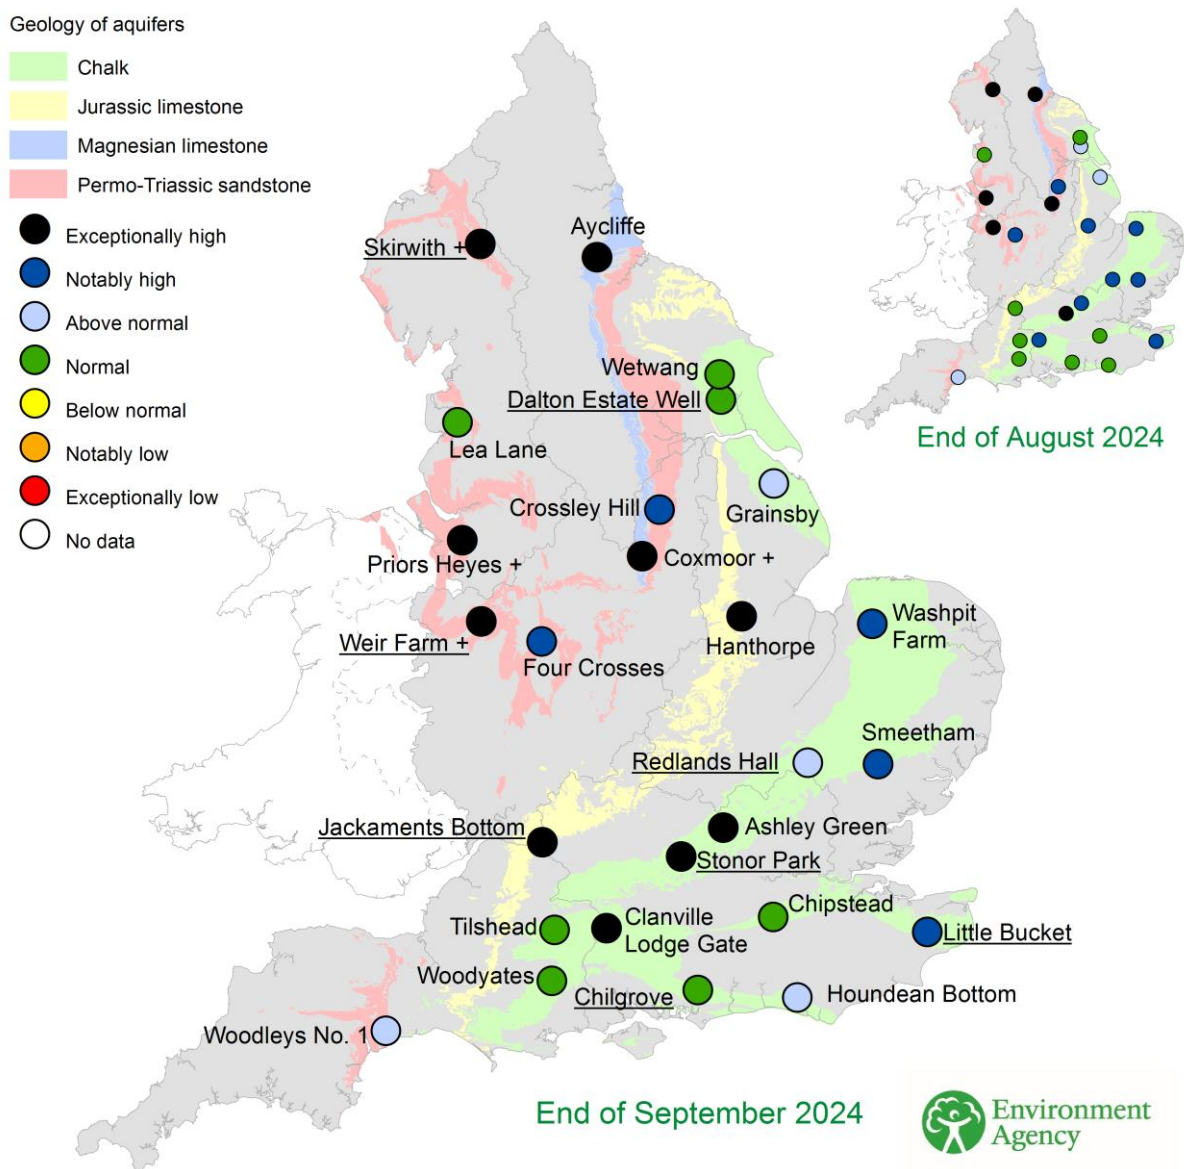 Geology of aquifers
Chalk
Jurassic limestone
Magnesian limestone
Permo-Triassic sandstone
Exceptionally high
Notably high
Above normal
Normal
Below normal
Notably low
Exceptionally low
No data
End of August 2024
Skirwith +
Aycliffe
Wetwang
Dalton Estate Well
Lea Lane
Crossley Hill
Grainsby
Priors Heyes +
Coxmoor +
Weir Farm +
Four Crosses
Hanthorpe
Washpit
Farm
Smeetham
Redlands Hall
Jackaments Bottom
Ashley Green
Stonor Park
Tilshead
Clanville
Lodge Gate
Chipstead
Little Bucket
Woodyates
Chilgrove
Houndean Bottom
Woodleys No. 1
End of September 2024
Environment
Agency